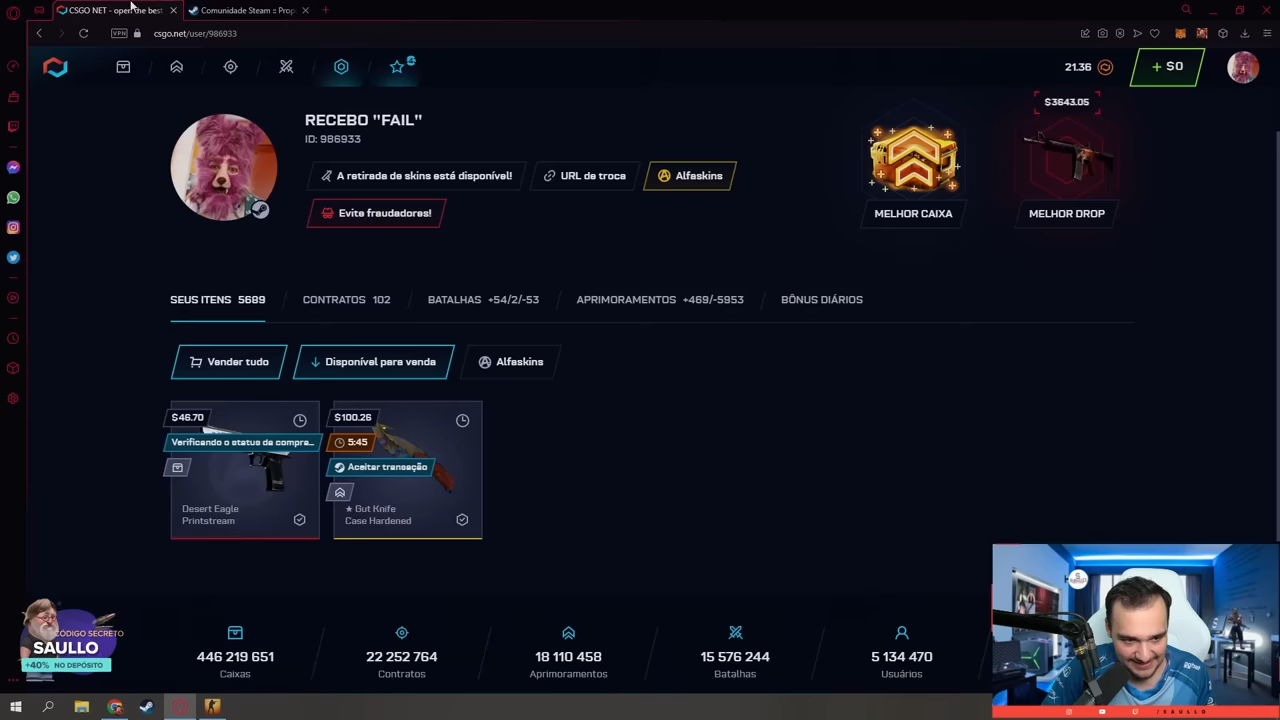 CSGO NET - open the best
Comunidade Steam :: Prop
VPN
csgo.net/user/986933
21.36
+ $0
RECEBO "FAIL"
ID: 986933
A retirada de skins está disponível!
URL de troca
Alfaskins
Evite fraudadores!
MELHOR CAIXA
$3643.05
MELHOR DROP
SEUS ITENS 5689
CONTRATOS 102
BATALHAS +54/2/-53
APRIMORAMENTOS +469/-5953
BÔNUS DIÁRIOS
Vender tudo
Disponível para venda
Alfaskins
$46.70
Verificando o status da compra...
Desert Eagle
Printstream
$100.26
5:45
Aceitar transação
★ Gut Knife
Case Hardened
CÓDIGO SECRETO
SAULLO
+40% NO DEPÓSITO
446 219 651
Caixas
22 252 764
Contratos
18 110 458
Aprimoramentos
15 576 244
Batalhas
5 134 470
Usuários
/SAULLO